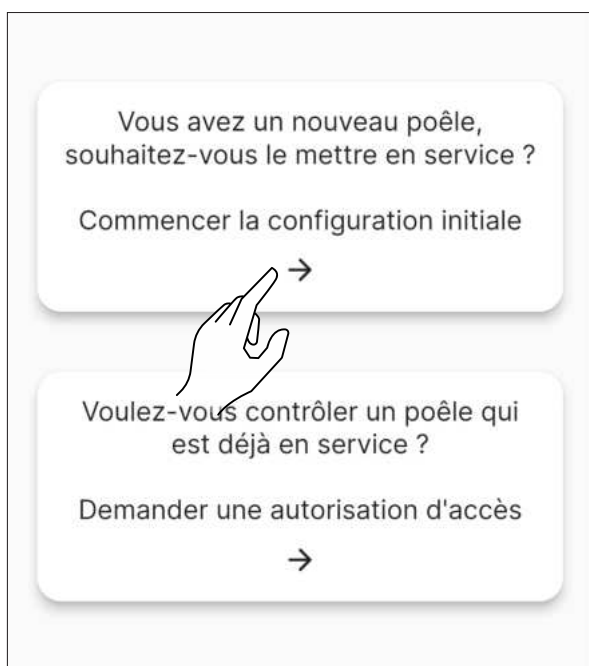 Vous avez un nouveau poêle,
souhaitez-vous le mettre en service ?
Commencer la configuration initiale
→
Voulez-vous contrôler un poêle qui
est déjà en service ?
Demander une autorisation d'accès
→